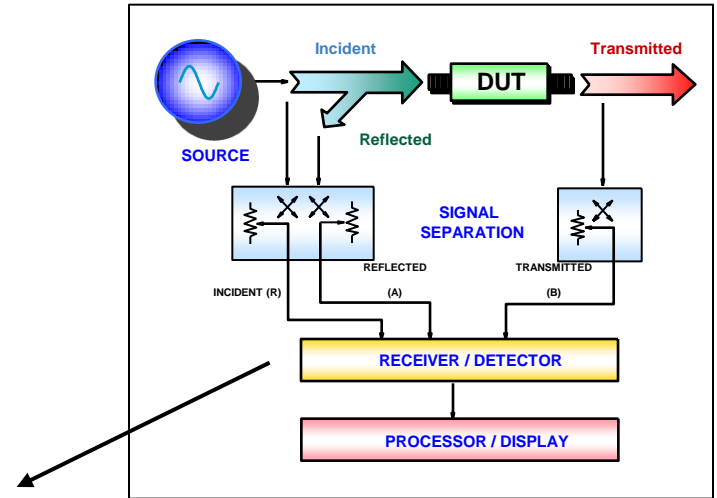 Incident
Transmitted
DUT
Reflected
SOURCE
SIGNAL
SEPARATION
REFLECTED
TRANSMITTED
INCIDENT (R)
(A)
(B)
RECEIVER / DETECTOR
PROCESSOR / DISPLAY